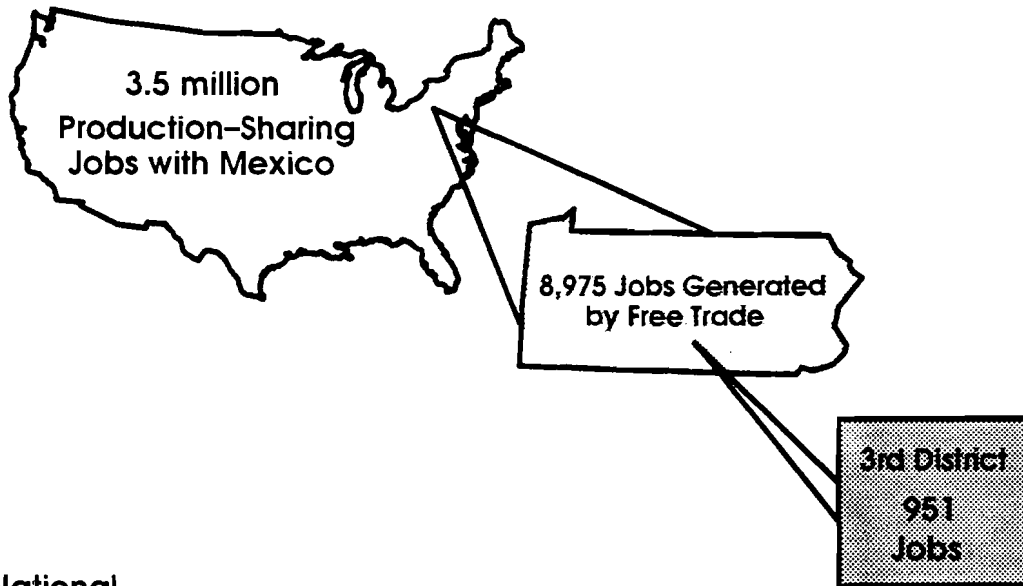 3.5 million
Production–Sharing
Jobs with Mexico
8,975 Jobs Generated
by Free Trade
3rd District
951
Jobs